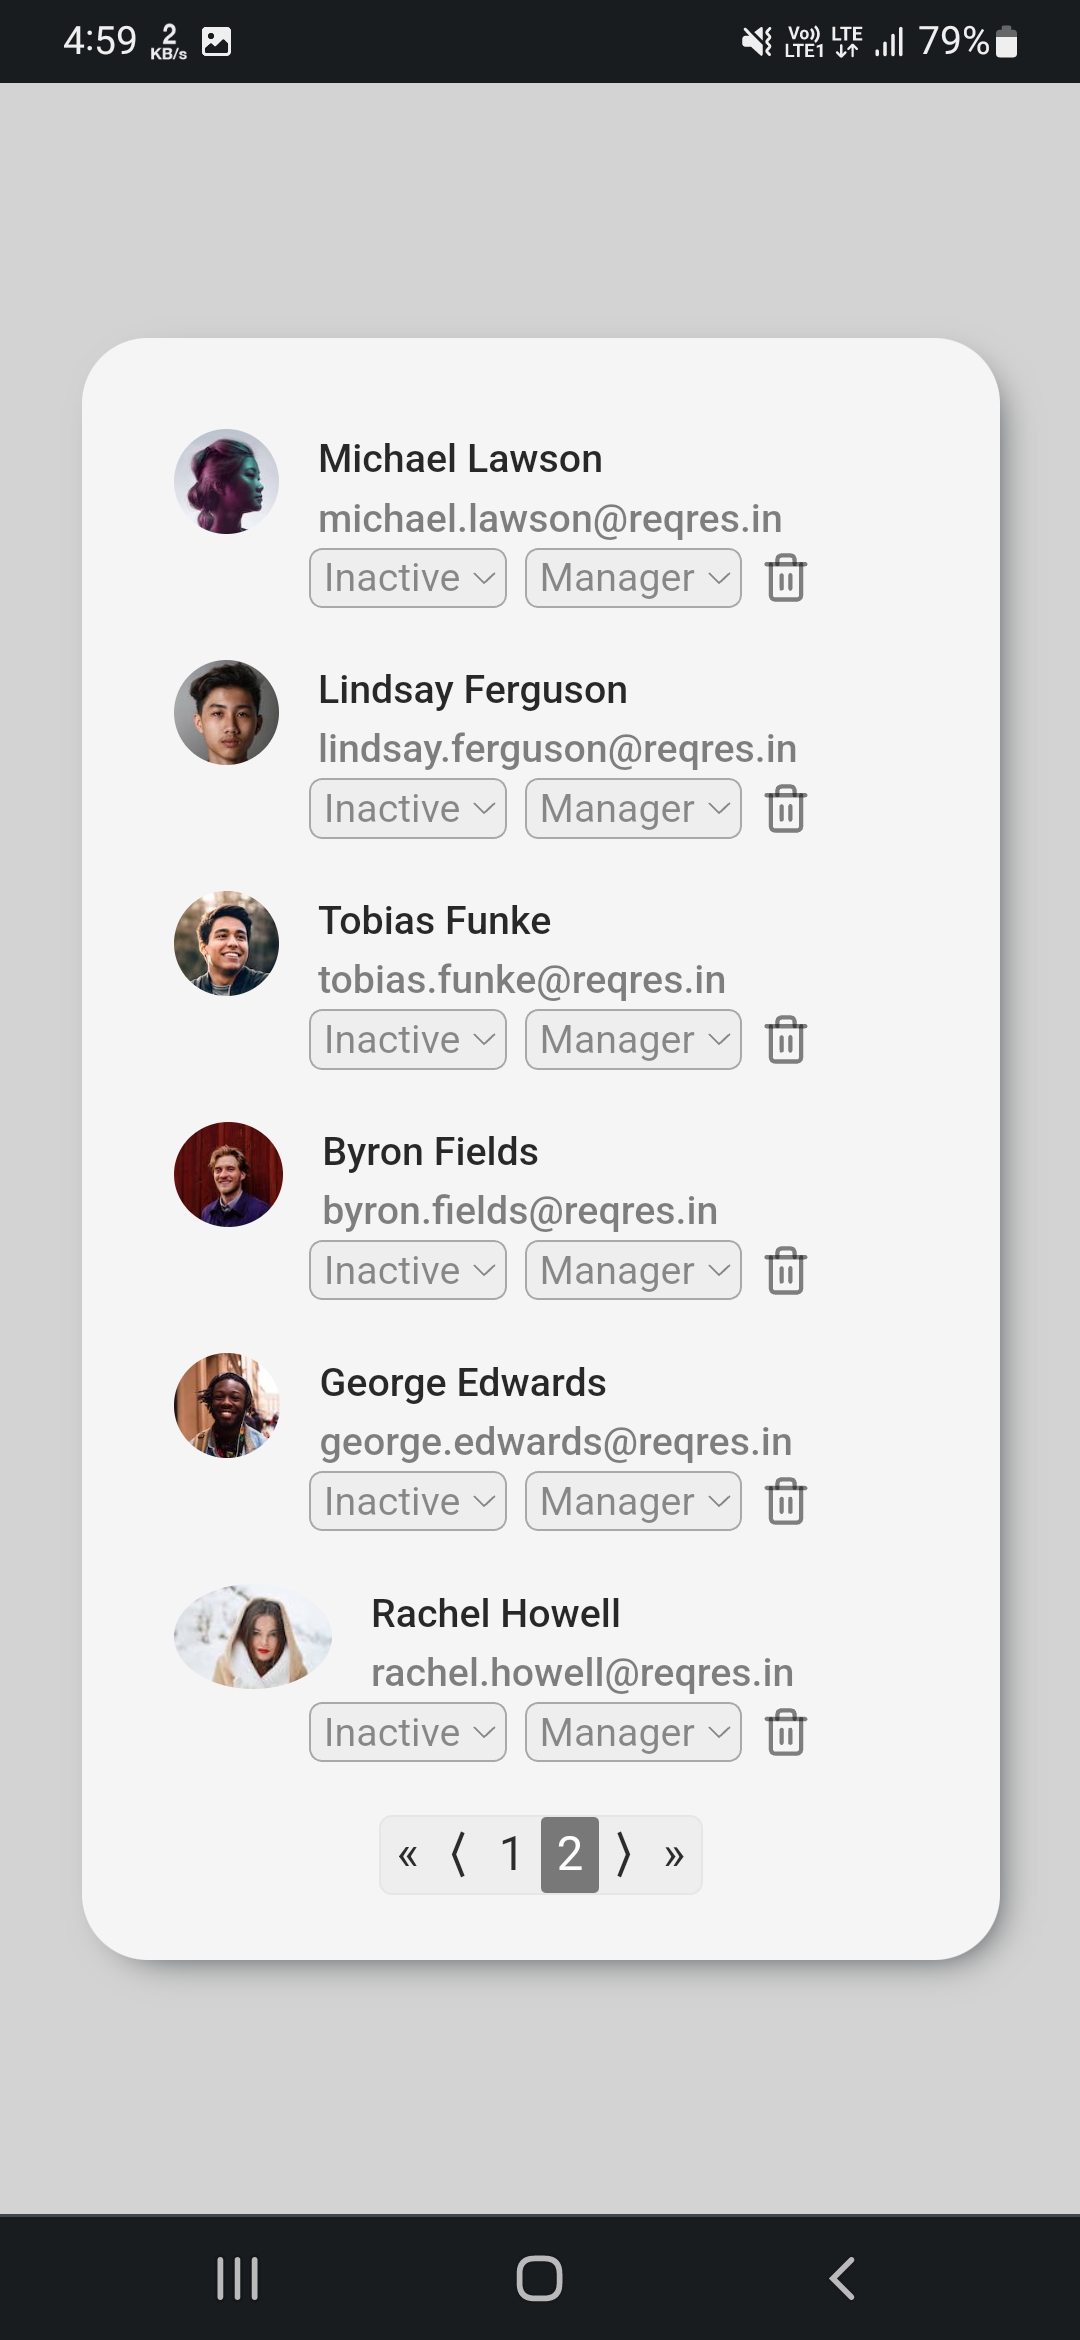 4:59 2 KB/s Vo)) LTE1 LTE 79%
Michael Lawson
michael.lawson@reqres.in
Inactive Manager
Lindsay Ferguson
lindsay.ferguson@reqres.in
Inactive Manager
Tobias Funke
tobias.funke@reqres.in
Inactive Manager
Byron Fields
byron.fields@reqres.in
Inactive Manager
George Edwards
george.edwards@reqres.in
Inactive Manager
Rachel Howell
rachel.howell@reqres.in
Inactive Manager
« ⟨ 1 2 ⟩ »